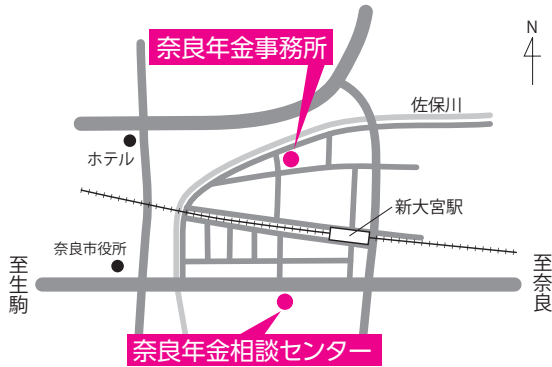 N
奈良年金事務所
佐保川
ホテル
新大宮駅
奈良市役所
至生駒
至奈良
奈良年金相談センター